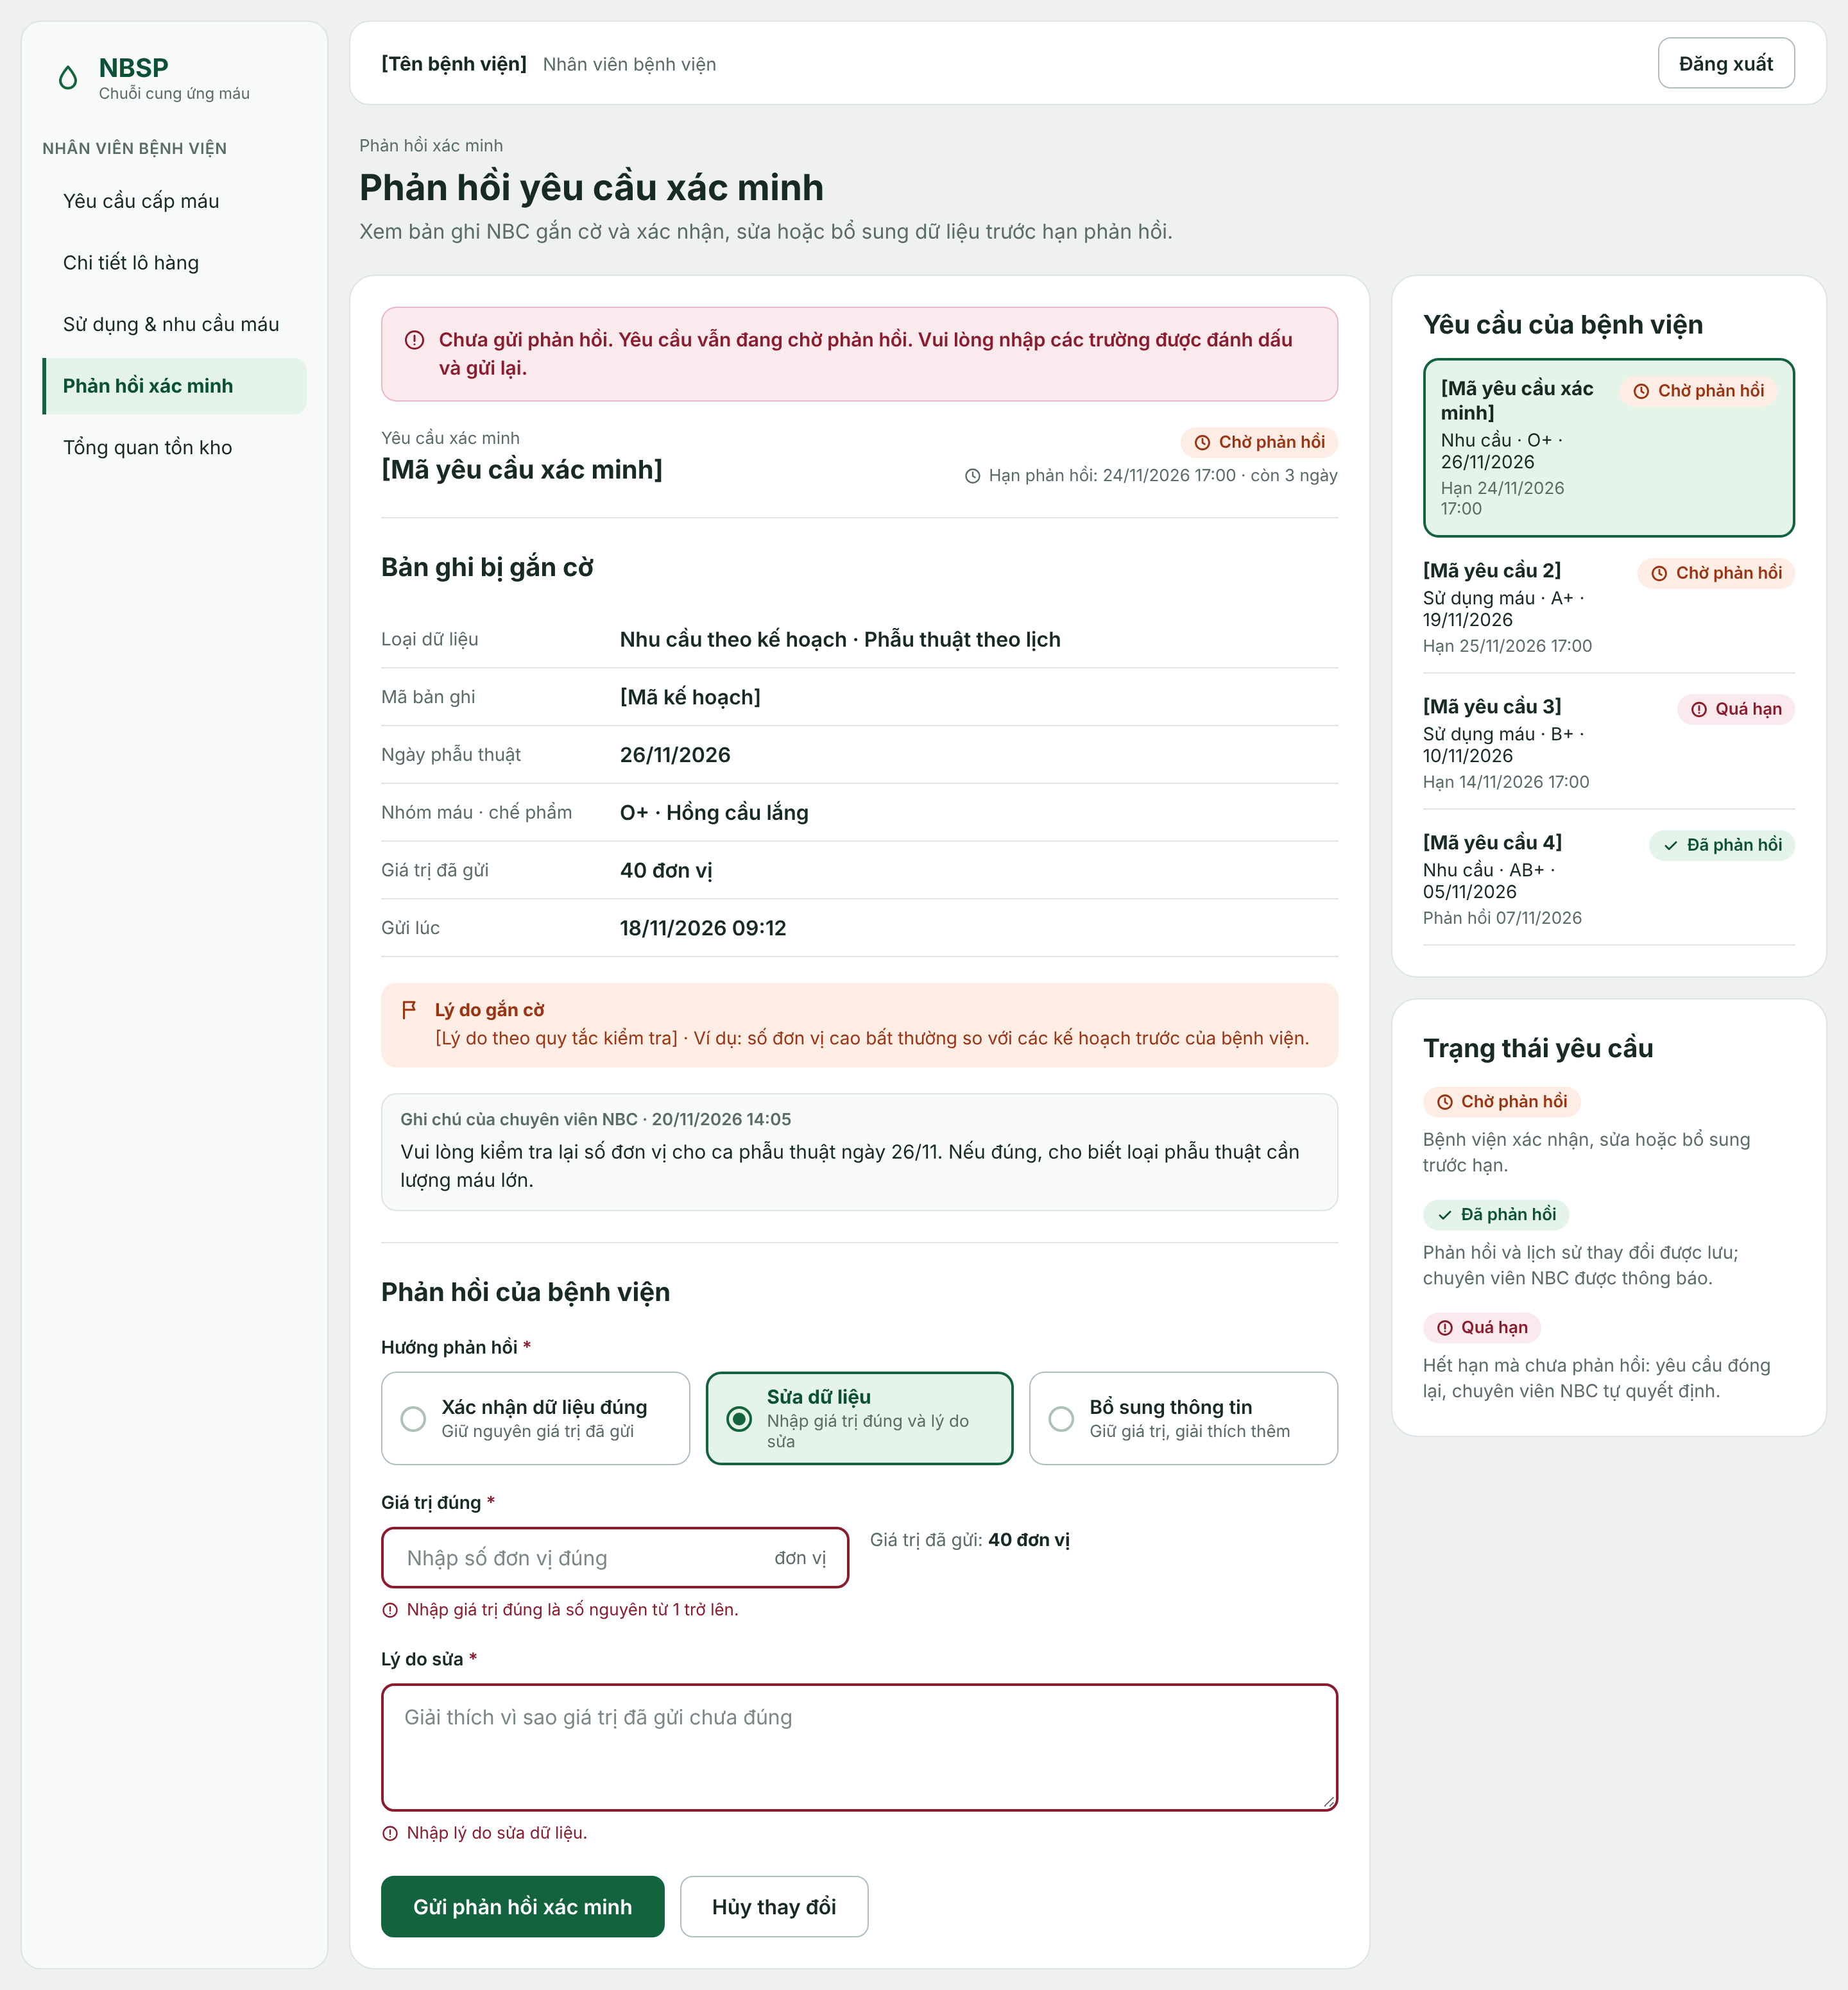 NBSP
Chuỗi cung ứng máu
NHÂN VIÊN BỆNH VIỆN
Yêu cầu cấp máu
Chi tiết lô hàng
Sử dụng & nhu cầu máu
Phản hồi xác minh
Tổng quan tồn kho
[Tên bệnh viện] Nhân viên bệnh viện
Đăng xuất
Phản hồi xác minh
Phản hồi yêu cầu xác minh
Xem bản ghi NBC gắn cờ và xác nhận, sửa hoặc bổ sung dữ liệu trước hạn phản hồi.
Chưa gửi phản hồi. Yêu cầu vẫn đang chờ phản hồi. Vui lòng nhập các trường được đánh dấu
và gửi lại.
Yêu cầu xác minh
[Mã yêu cầu xác minh]
Chờ phản hồi
Hạn phản hồi: 24/11/2026 17:00 · còn 3 ngày
Bản ghi bị gắn cờ
Loại dữ liệu Nhu cầu theo kế hoạch · Phẫu thuật theo lịch
Mã bản ghi [Mã kế hoạch]
Ngày phẫu thuật 26/11/2026
Nhóm máu · chế phẩm O+ · Hồng cầu lắng
Giá trị đã gửi 40 đơn vị
Gửi lúc 18/11/2026 09:12
Lý do gắn cờ
[Lý do theo quy tắc kiểm tra] · Ví dụ: số đơn vị cao bất thường so với các kế hoạch trước của bệnh viện.
Ghi chú của chuyên viên NBC · 20/11/2026 14:05
Vui lòng kiểm tra lại số đơn vị cho ca phẫu thuật ngày 26/11. Nếu đúng, cho biết loại phẫu thuật cần
lượng máu lớn.
Phản hồi của bệnh viện
Hướng phản hồi *
Xác nhận dữ liệu đúng
Giữ nguyên giá trị đã gửi
Sửa dữ liệu
Nhập giá trị đúng và lý do
sửa
Bổ sung thông tin
Giữ giá trị, giải thích thêm
Giá trị đúng *
Nhập số đơn vị đúng đơn vị
Giá trị đã gửi: 40 đơn vị
Nhập giá trị đúng là số nguyên từ 1 trở lên.
Lý do sửa *
Giải thích vì sao giá trị đã gửi chưa đúng
Nhập lý do sửa dữ liệu.
Gửi phản hồi xác minh
Hủy thay đổi
Yêu cầu của bệnh viện
[Mã yêu cầu xác
minh]
Chờ phản hồi
Nhu cầu · O+ ·
26/11/2026
Hạn 24/11/2026
17:00
[Mã yêu cầu 2]
Chờ phản hồi
Sử dụng máu · A+ ·
19/11/2026
Hạn 25/11/2026 17:00
[Mã yêu cầu 3]
Quá hạn
Sử dụng máu · B+ ·
10/11/2026
Hạn 14/11/2026 17:00
[Mã yêu cầu 4]
Đã phản hồi
Nhu cầu · AB+ ·
05/11/2026
Phản hồi 07/11/2026
Trạng thái yêu cầu
Chờ phản hồi
Bệnh viện xác nhận, sửa hoặc bổ sung
trước hạn.
Đã phản hồi
Phản hồi và lịch sử thay đổi được lưu;
chuyên viên NBC được thông báo.
Quá hạn
Hết hạn mà chưa phản hồi: yêu cầu đóng
lại, chuyên viên NBC tự quyết định.